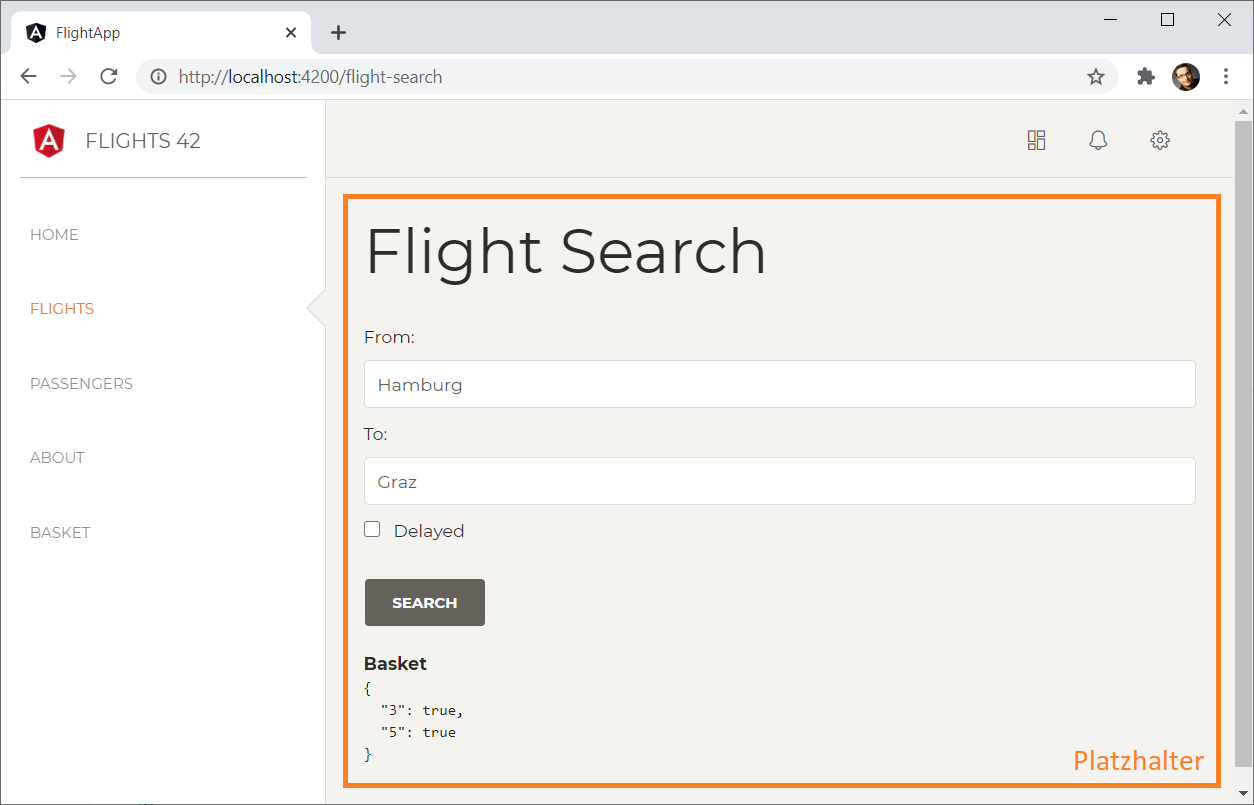 FlightApp
http://localhost:4200/flight-search
FLIGHTS 42
HOME
FLIGHTS
PASSENGERS
ABOUT
BASKET
Flight Search
From:
Hamburg
To:
Graz
Delayed
SEARCH
Basket
{
"3": true,
"5": true
}
Platzhalter